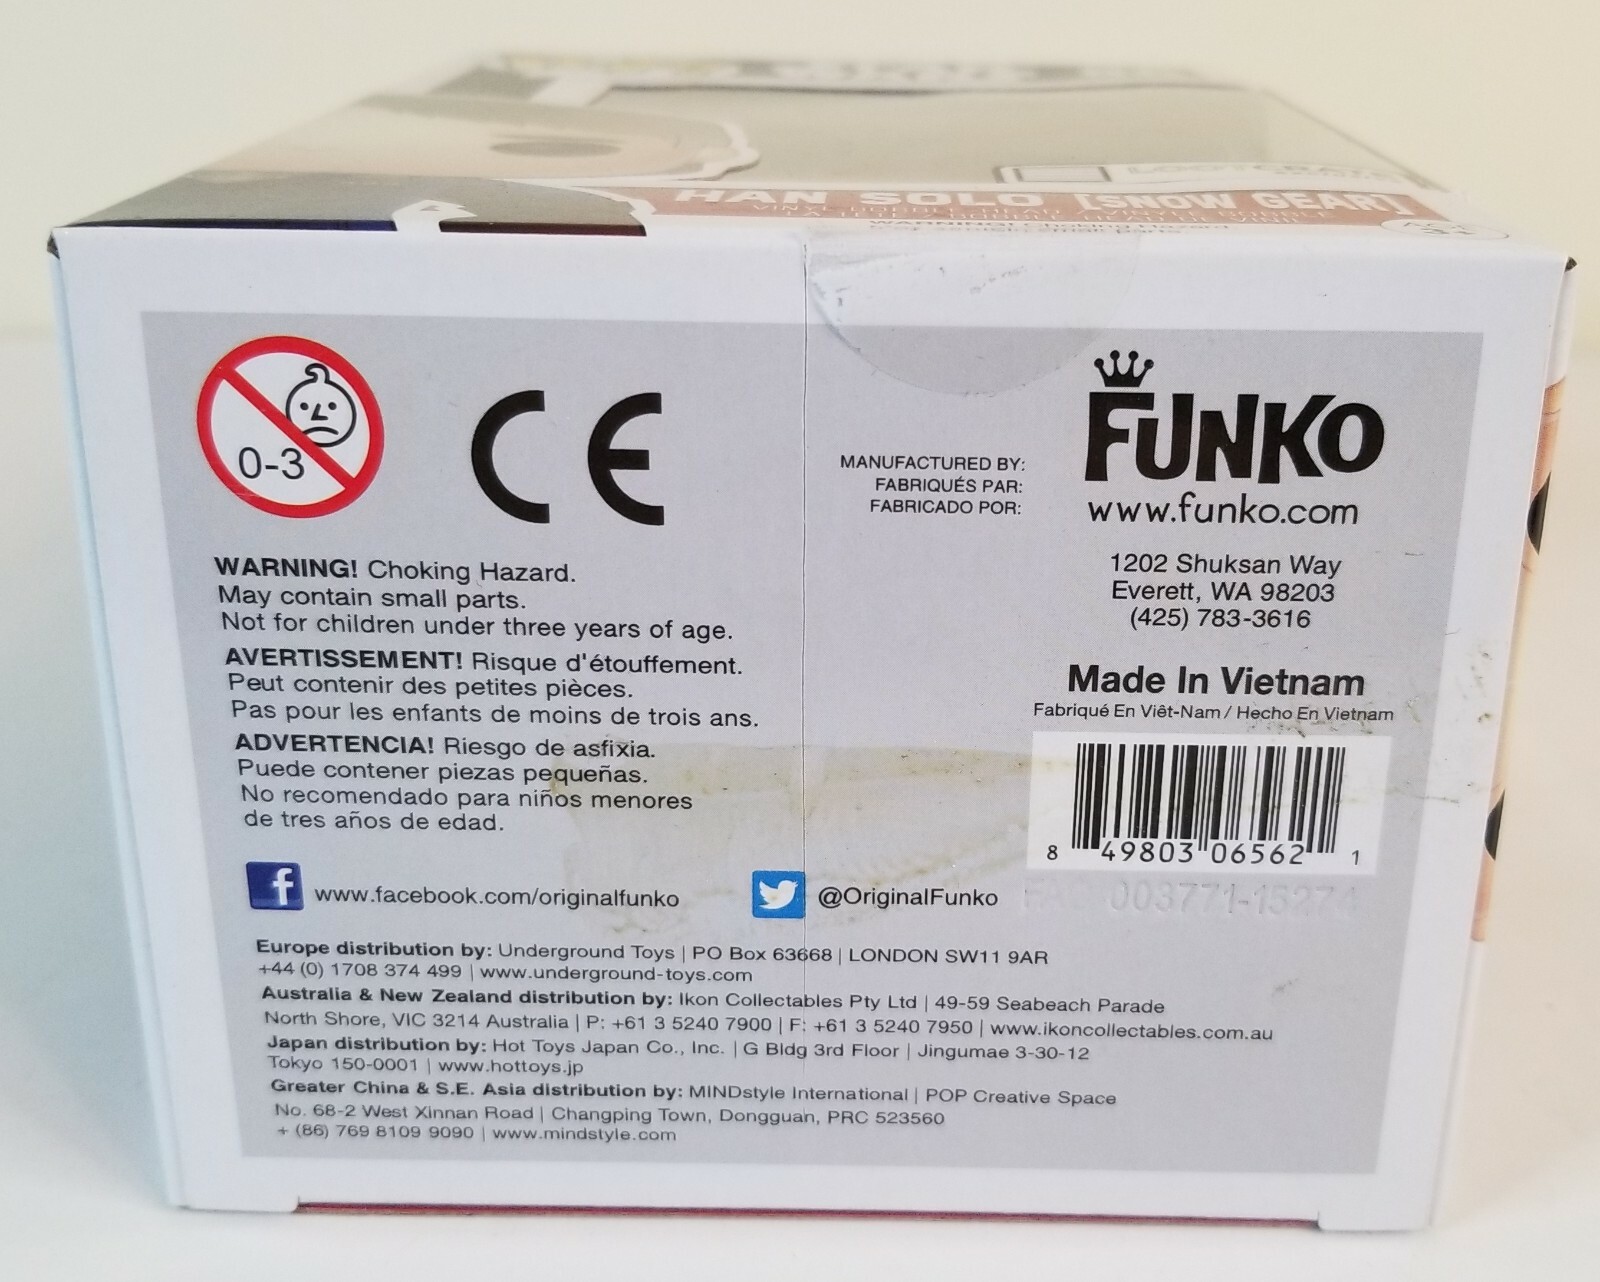 HAN SOLO [SNOW GEAR]
WARNING! Choking Hazard
0-3
CE
WARNING! Choking Hazard.
May contain small parts.
Not for children under three years of age.
AVERTISSEMENT! Risque d'étouffement.
Peut contenir des petites pièces.
Pas pour les enfants de moins de trois ans.
ADVERTENCIA! Riesgo de asfixia.
Puede contener piezas pequeñas.
No recomendado para niños menores
de tres años de edad.
MANUFACTURED BY:
FABRIQUÉS PAR:
FABRICADO POR:
FUNKO
www.funko.com
1202 Shuksan Way
Everett, WA 98203
(425) 783-3616
Made In Vietnam
Fabriqué En Viêt-Nam / Hecho En Vietnam
8 49803 06562 1
003771-15274
f www.facebook.com/originalfunko
@OriginalFunko
Europe distribution by: Underground Toys | PO Box 63668 | LONDON SW11 9AR
+44 (0) 1708 374 499 | www.underground-toys.com
Australia & New Zealand distribution by: Ikon Collectables Pty Ltd | 49-59 Seabeach Parade
North Shore, VIC 3214 Australia | P: +61 3 5240 7900 | F: +61 3 5240 7950 | www.ikoncollectables.com.au
Japan distribution by: Hot Toys Japan Co., Inc. | G Bldg 3rd Floor | Jingumae 3-30-12
Tokyo 150-0001 | www.hottoys.jp
Greater China & S.E. Asia distribution by: MINDstyle International | POP Creative Space
No. 68-2 West Xinnan Road | Changping Town, Dongguan, PRC 523560
+ (86) 769 8109 9090 | www.mindstyle.com